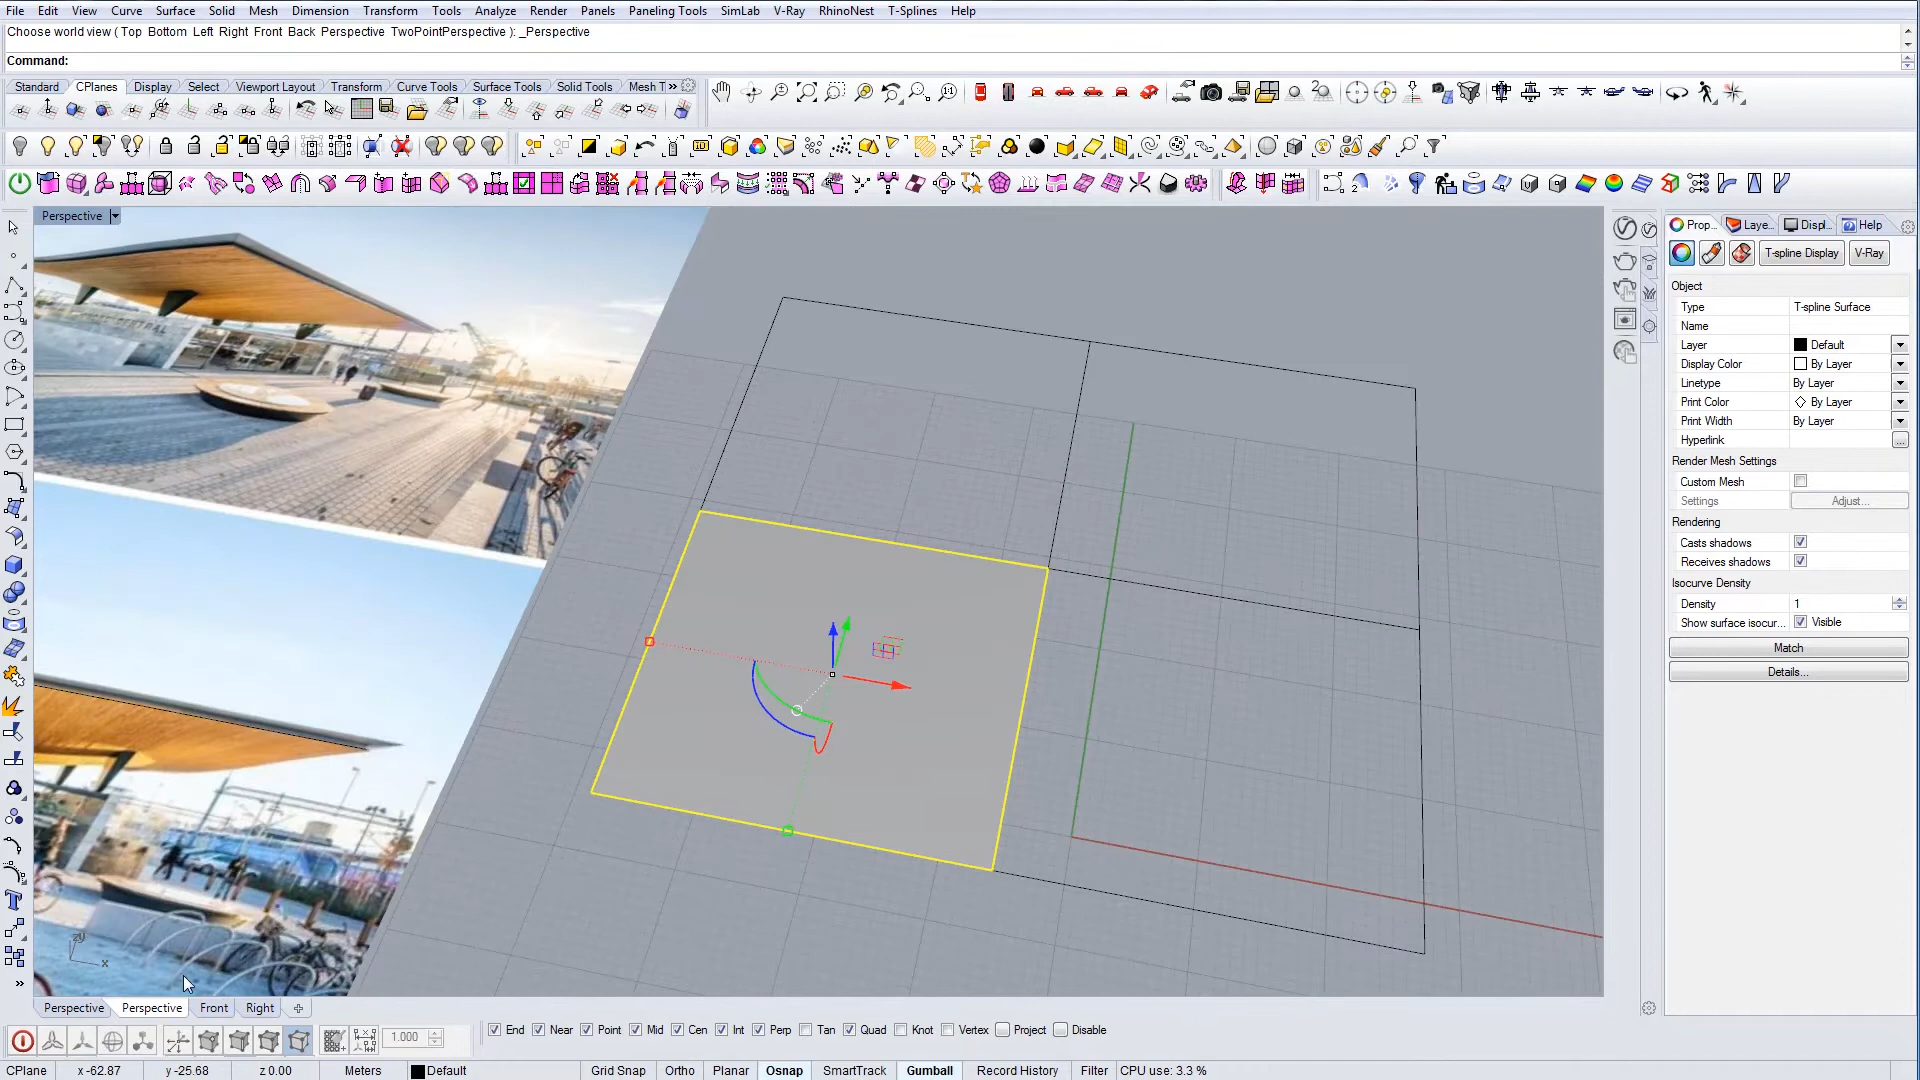 File Edit View Curve Surface Solid Mesh Dimension Transform Tools Analyze Render Panels Paneling Tools SimLab V-Ray RhinoNest T-Splines Help
Choose world view ( Top Bottom Left Right Front Back Perspective TwoPointPerspective ): _Perspective
Command:
Standard CPlanes Display Select Viewport Layout Transform Curve Tools Surface Tools Solid Tools Mesh T »
Perspective
Prop... Laye... Displ... Help
T-spline Display V-Ray
Object
Type T-spline Surface
Name
Layer Default
Display Color By Layer
Linetype By Layer
Print Color By Layer
Print Width By Layer
Hyperlink ...
Render Mesh Settings
Custom Mesh
Settings Adjust...
Rendering
Casts shadows
Receives shadows
Isocurve Density
Density 1
Show surface isocur... Visible
Match
Details...
x
Perspective Perspective Front Right
1.000 End Near Point Mid Cen Int Perp Tan Quad Knot Vertex Project Disable
CPlane x -62.87 y -25.68 z 0.00 Meters Default Grid Snap Ortho Planar Osnap SmartTrack Gumball Record History Filter CPU use: 3.3 %